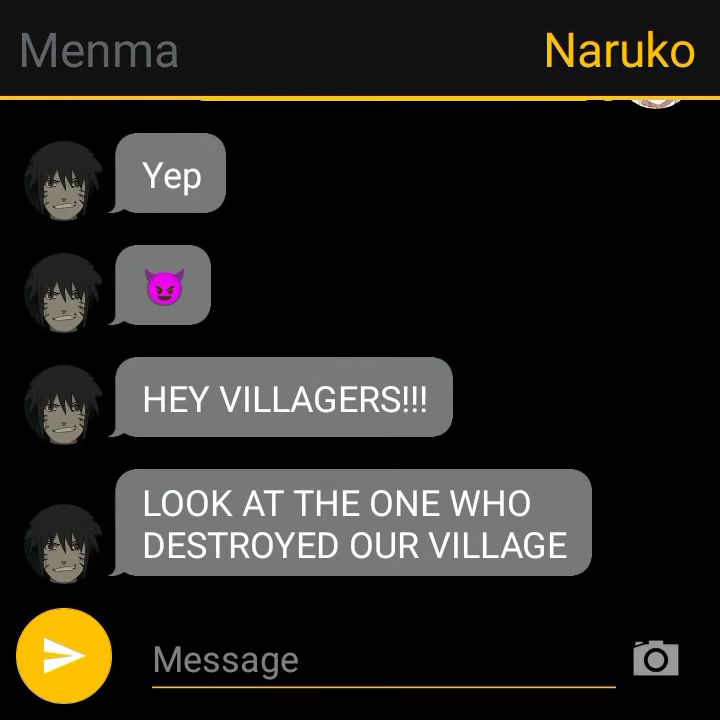 Menma
Naruko
Yep
😈
HEY VILLAGERS!!!
LOOK AT THE ONE WHO
DESTROYED OUR VILLAGE
Message